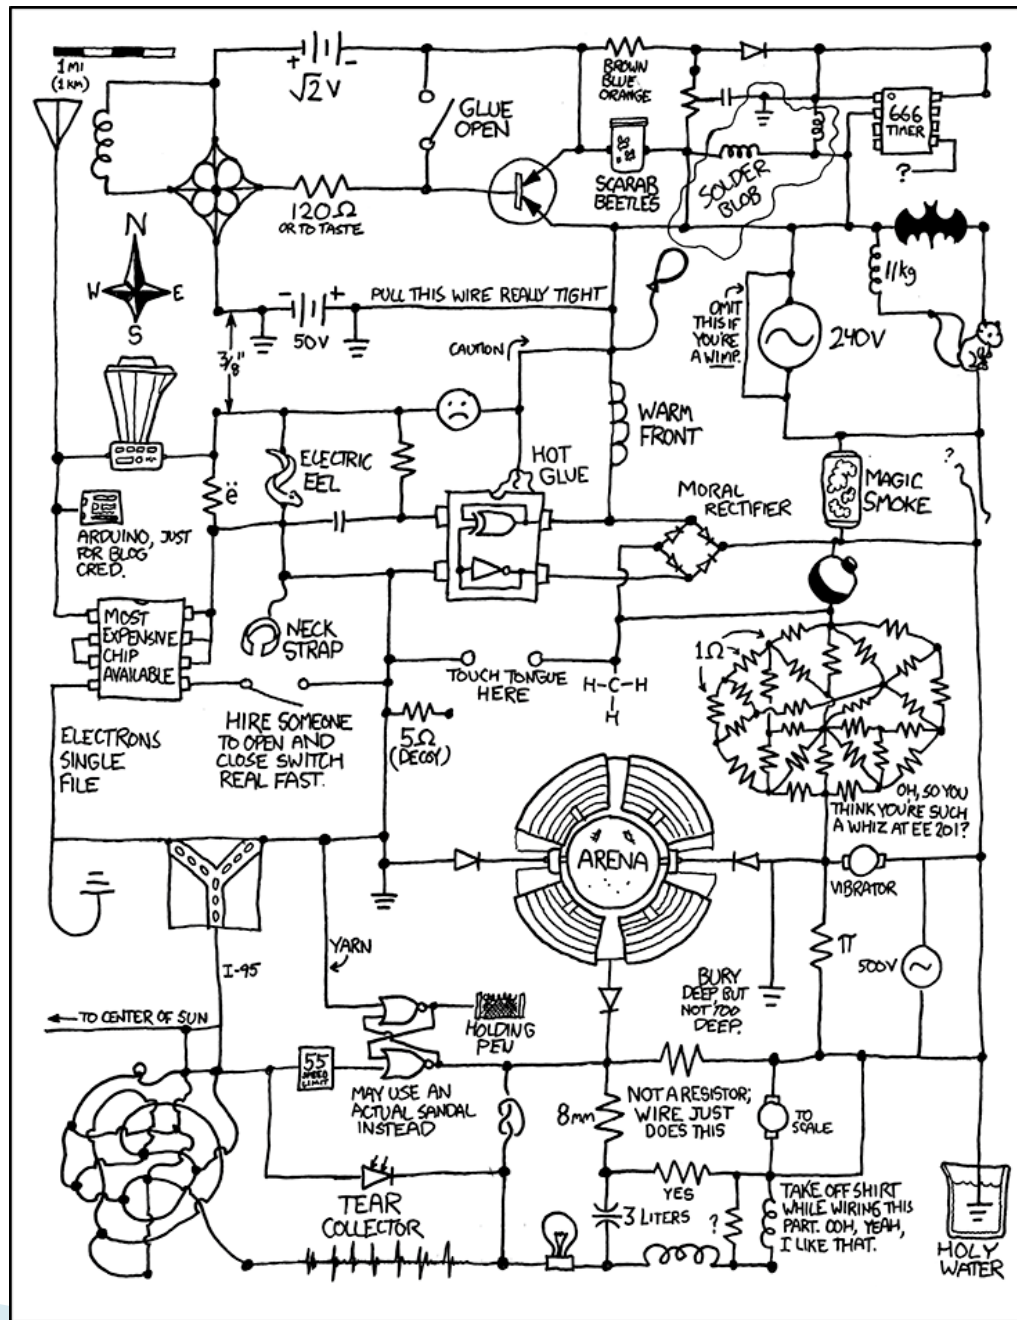 1 MI
(1 KM)
√2 V
GLUE
OPEN
BROWN
BLUE
ORANGE
666
TIMER
?
SCARAB
BEETLES
SOLDER
BLOB
120Ω
OR TO TASTE
N
W E
S
- +
50V
PULL THIS WIRE REALLY TIGHT
3/8"
CAUTION
OMIT
THIS IF
YOU'RE
A WIMP.
240V
11kg
ELECTRIC
EEL
ë
HOT
GLUE
WARM
FRONT
MORAL
RECTIFIER
MAGIC
SMOKE
?
ARDUINO, JUST
FOR BLOG
CRED.
MOST
EXPENSIVE
CHIP
AVAILABLE
NECK
STRAP
TOUCH TONGUE
HERE
H-C-H
H
1Ω
ELECTRONS
SINGLE
FILE
HIRE SOMEONE
TO OPEN AND
CLOSE SWITCH
REAL FAST.
5Ω
(DECOY)
OH, SO YOU
THINK YOU'RE SUCH
A WHIZ AT EE 201?
ARENA
VIBRATOR
I-95
YARN
π
500V
BURY
DEEP, BUT
NOT TOO
DEEP.
TO CENTER OF SUN
HOLDING
PEN
55
SPEED
LIMIT
MAY USE AN
ACTUAL SANDAL
INSTEAD
8mm
NOT A RESISTOR;
WIRE JUST
DOES THIS
TO
SCALE
TEAR
COLLECTOR
YES
3 LITERS
?
TAKE OFF SHIRT
WHILE WIRING THIS
PART. OOH, YEAH,
I LIKE THAT.
HOLY
WATER